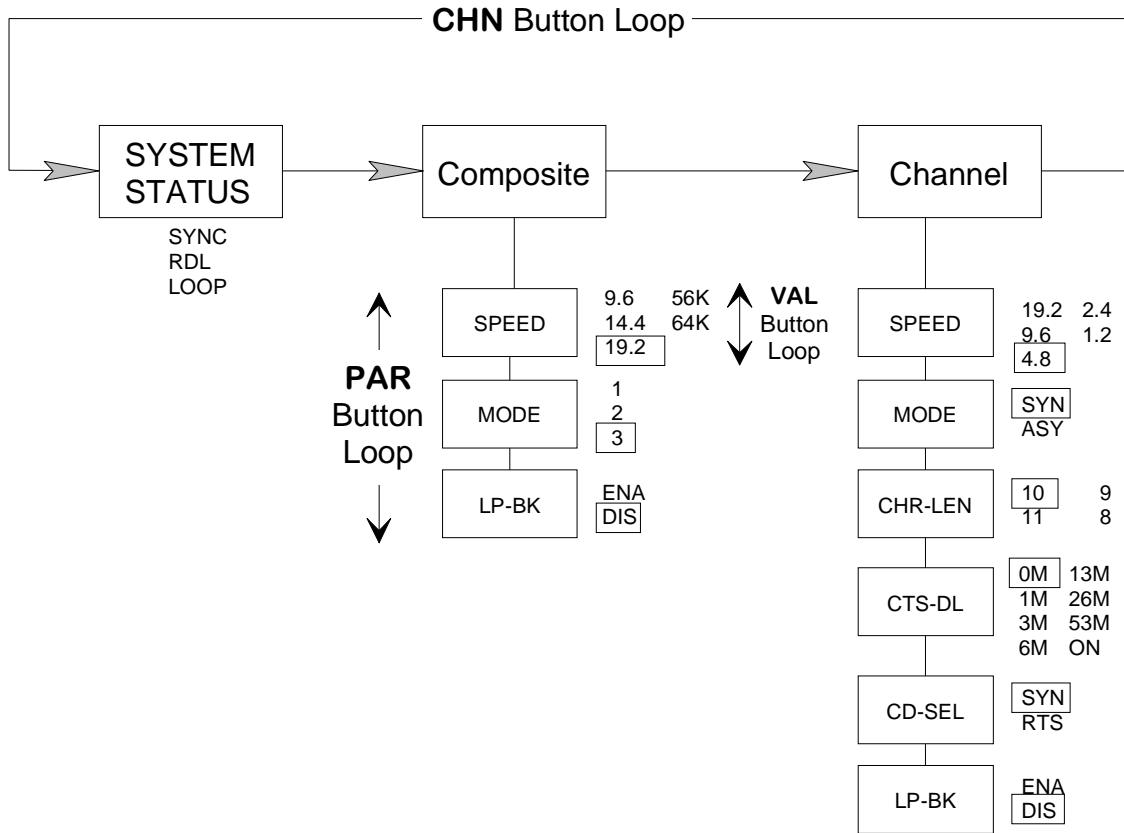 CHN Button Loop
SYSTEM
STATUS
SYNC
RDL
LOOP
Composite
PAR
Button
Loop
SPEED
9.6 56K
14.4 64K
19.2
VAL
Button
Loop
MODE
1
2
3
LP-BK
ENA
DIS
Channel
SPEED
19.2 2.4
9.6 1.2
4.8
MODE
SYN
ASY
CHR-LEN
10 9
11 8
CTS-DL
0M 13M
1M 26M
3M 53M
6M ON
CD-SEL
SYN
RTS
LP-BK
ENA
DIS